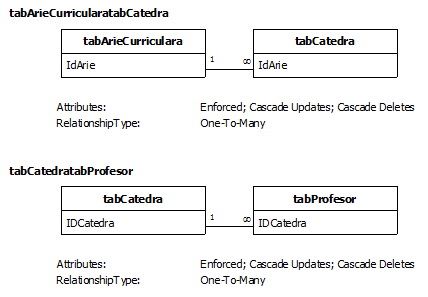 tabArieCurricularatabCatedra
tabArieCurriculara 1 ∞ tabCatedra
IdArie IdArie
Attributes: Enforced; Cascade Updates; Cascade Deletes
RelationshipType: One-To-Many
tabCatedratabProfesor
tabCatedra 1 ∞ tabProfesor
IDCatedra IDCatedra
Attributes: Enforced; Cascade Updates; Cascade Deletes
RelationshipType: One-To-Many